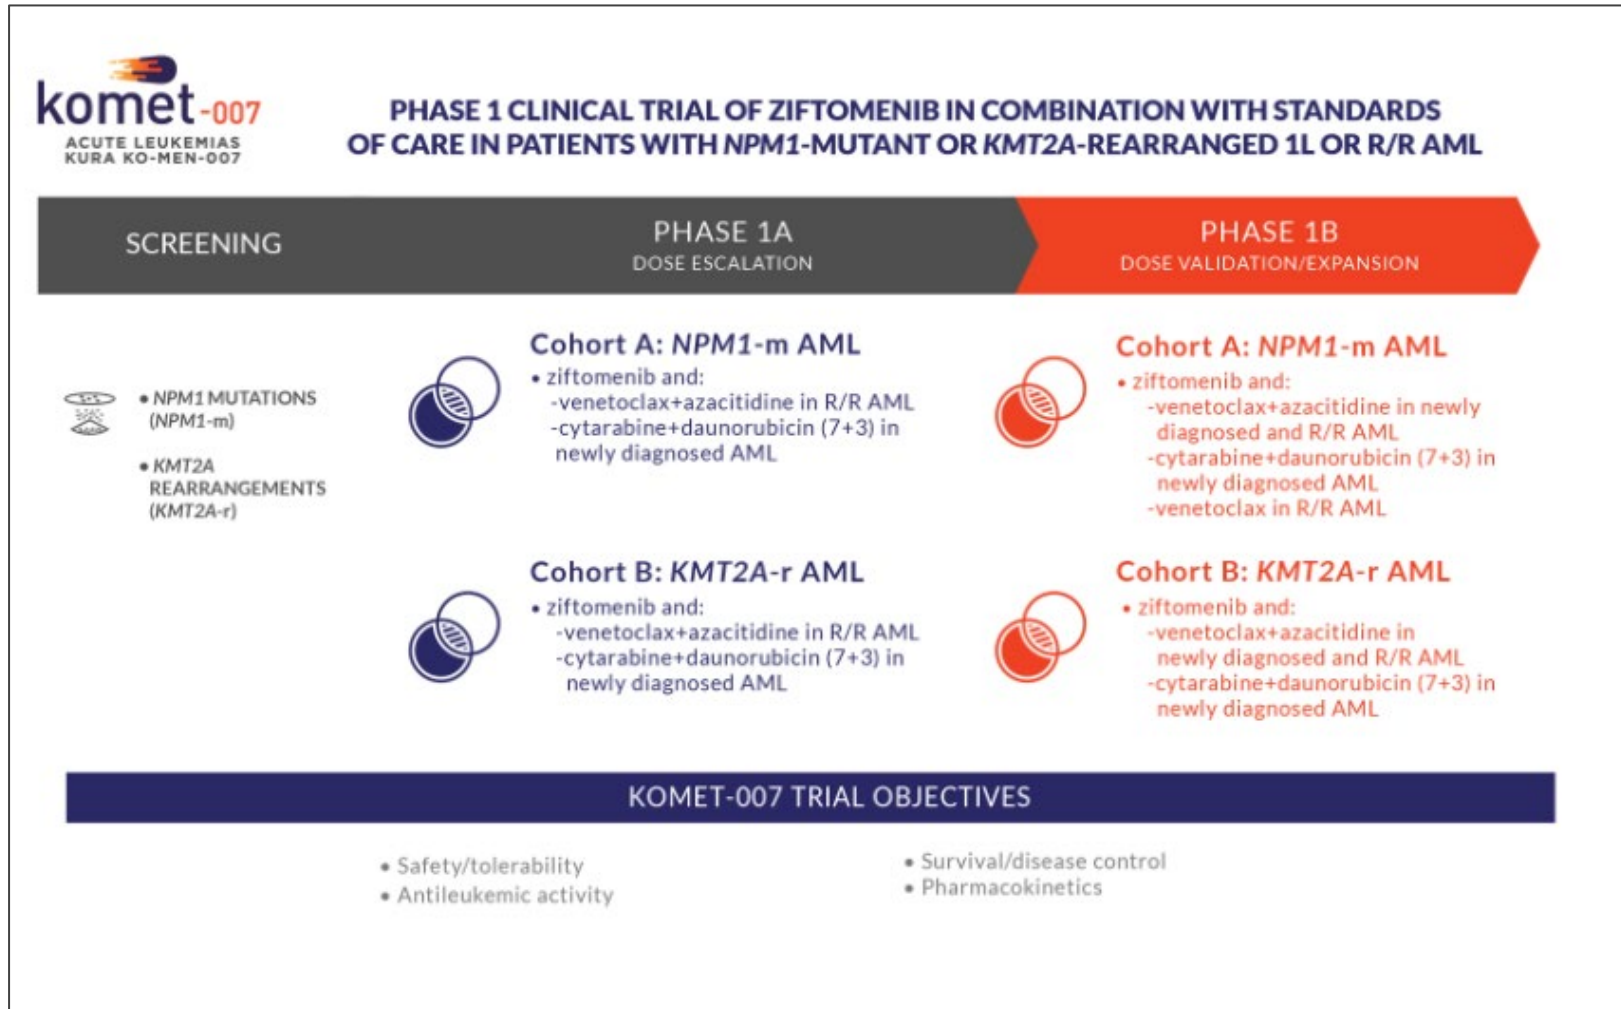 komet-007
ACUTE LEUKEMIAS
KURA KO-MEN-007
PHASE 1 CLINICAL TRIAL OF ZIFTOMENIB IN COMBINATION WITH STANDARDS
OF CARE IN PATIENTS WITH NPM1-MUTANT OR KMT2A-REARRANGED 1L OR R/R AML
SCREENING
PHASE 1A
DOSE ESCALATION
PHASE 1B
DOSE VALIDATION/EXPANSION
• NPM1 MUTATIONS
(NPM1-m)
• KMT2A
REARRANGEMENTS
(KMT2A-r)
Cohort A: NPM1-m AML
• ziftomenib and:
-venetoclax+azacitidine in R/R AML
-cytarabine+daunorubicin (7+3) in
newly diagnosed AML
Cohort A: NPM1-m AML
• ziftomenib and:
-venetoclax+azacitidine in newly
diagnosed and R/R AML
-cytarabine+daunorubicin (7+3) in
newly diagnosed AML
-venetoclax in R/R AML
Cohort B: KMT2A-r AML
• ziftomenib and:
-venetoclax+azacitidine in R/R AML
-cytarabine+daunorubicin (7+3) in
newly diagnosed AML
Cohort B: KMT2A-r AML
• ziftomenib and:
-venetoclax+azacitidine in
newly diagnosed and R/R AML
-cytarabine+daunorubicin (7+3) in
newly diagnosed AML
KOMET-007 TRIAL OBJECTIVES
• Safety/tolerability
• Antileukemic activity
• Survival/disease control
• Pharmacokinetics